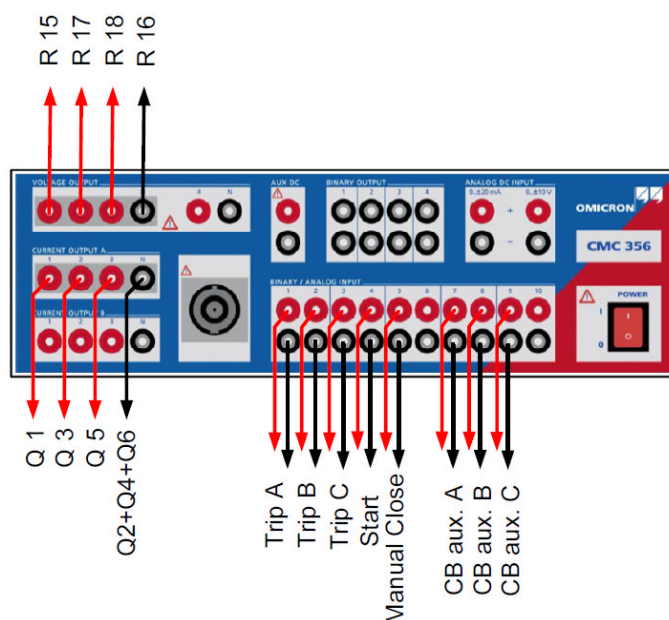 R 15
R 17
R 18
R 16
VOLTAGE OUTPUT
4 N
AUX DC
BINARY OUTPUT
1 2 3 4
ANALOG DC INPUT
0..±20 mA 0..±10 V
+
−
OMICRON
CMC 356
CURRENT OUTPUT A
1 2 3 N
CURRENT OUTPUT B
1 2 3 N
BINARY / ANALOG INPUT
1 2 3 4 5 6 7 8 9 10
POWER
I
0
Q 1
Q 3
Q 5
Q2+Q4+Q6
Trip A
Trip B
Trip C
Start
Manual Close
CB aux. A
CB aux. B
CB aux. C